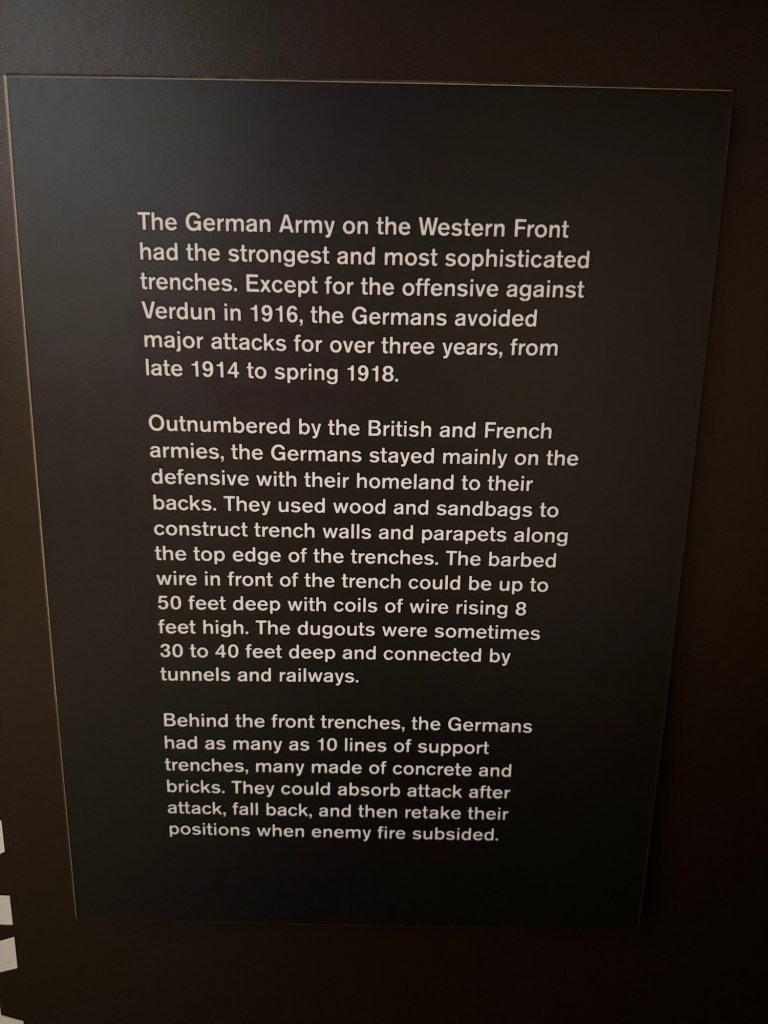 The German Army on the Western Front
had the strongest and most sophisticated
trenches. Except for the offensive against
Verdun in 1916, the Germans avoided
major attacks for over three years, from
late 1914 to spring 1918.
Outnumbered by the British and French
armies, the Germans stayed mainly on the
defensive with their homeland to their
backs. They used wood and sandbags to
construct trench walls and parapets along
the top edge of the trenches. The barbed
wire in front of the trench could be up to
50 feet deep with coils of wire rising 8
feet high. The dugouts were sometimes
30 to 40 feet deep and connected by
tunnels and railways.
Behind the front trenches, the Germans
had as many as 10 lines of support
trenches, many made of concrete and
bricks. They could absorb attack after
attack, fall back, and then retake their
positions when enemy fire subsided.